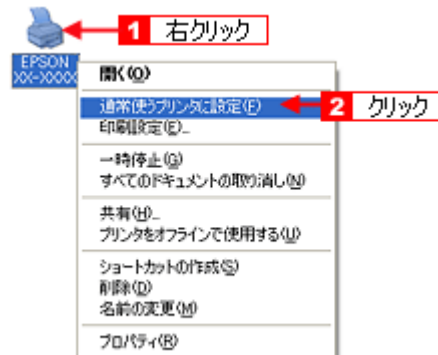 1 右クリック
EPSON
XX-XXXX
開く(O)
通常使うプリンタに設定(F)
2 クリック
印刷設定(E)...
一時停止(G)
すべてのドキュメントの取り消し(N)
共有(H)...
プリンタをオフラインで使用する(U)
ショートカットの作成(S)
削除(D)
名前の変更(M)
プロパティ(R)